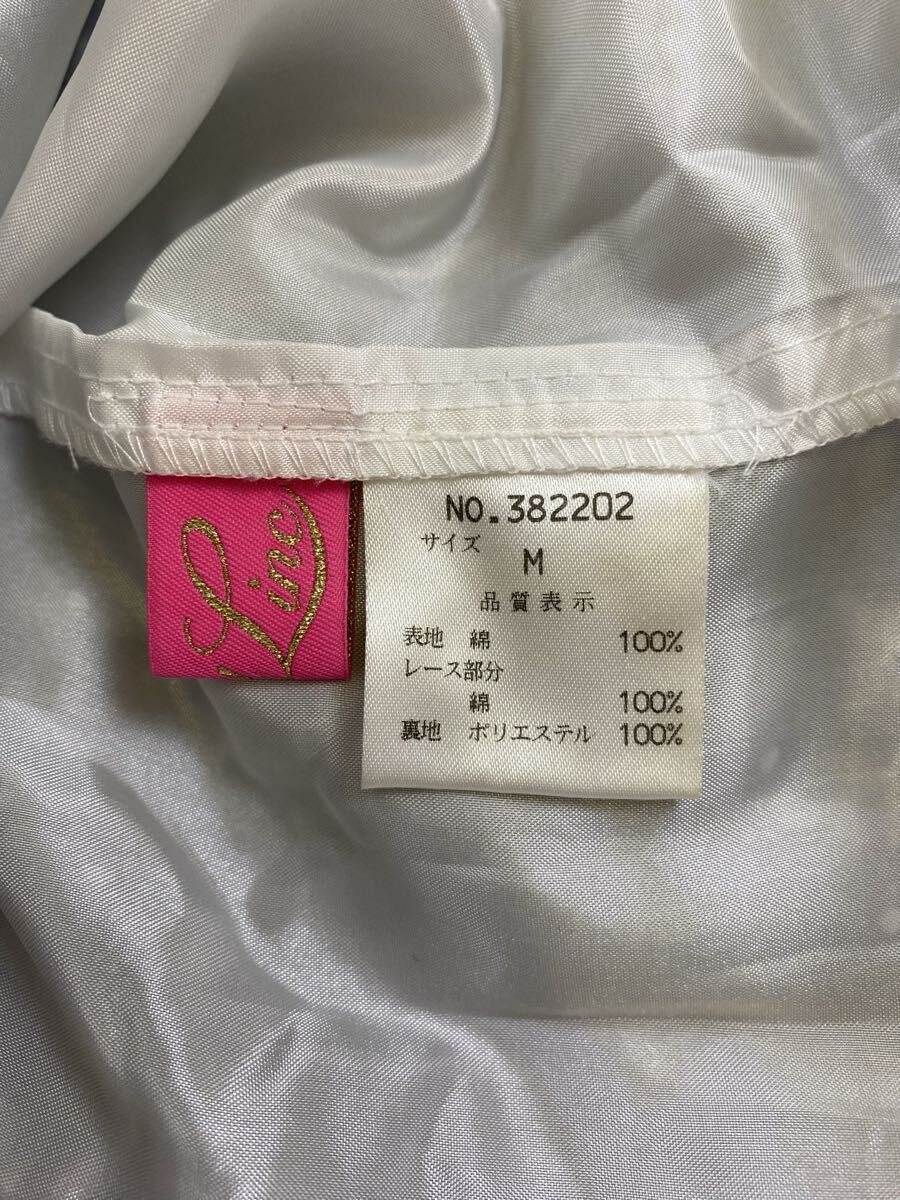 Linc
NO.382202
サイズ
M
品質表示
表地 綿 100%
レース部分
綿 100%
裏地 ポリエステル 100%